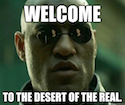 WELCOME
TO THE DESERT OF THE REAL.